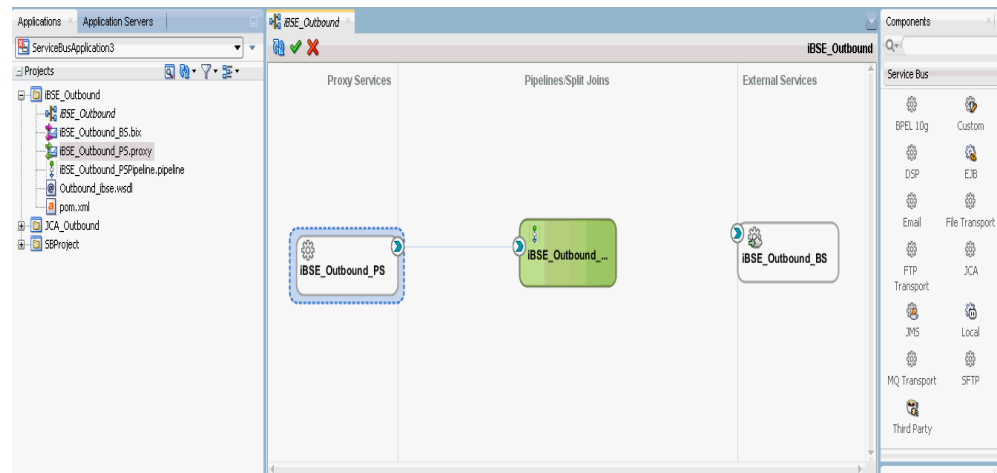 Applications
Application Servers
iBSE_Outbound
Components
ServiceBusApplication3
iBSE_Outbound
Projects
Service Bus
iBSE_Outbound
iBSE_Outbound
iBSE_Outbound_BS.bix
iBSE_Outbound_PS.proxy
iBSE_Outbound_PSPipeline.pipeline
Outbound_ibse.wsdl
pom.xml
JCA_Outbound
SBProject
Proxy Services
Pipelines/Split Joins
External Services
iBSE_Outbound_PS
iBSE_Outbound_...
iBSE_Outbound_BS
BPEL 10g
Custom
DSP
EJB
Email
File Transport
FTP
Transport
JCA
JMS
Local
MQ Transport
SFTP
Third Party